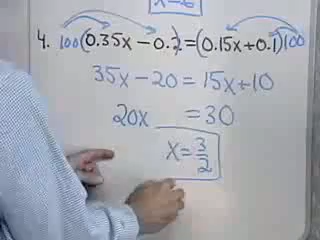 x=6
4. 100(0.35x - 0.2 = (0.15x + 0.1)100
35x - 20 = 15x + 10
20x = 30
x = 3/2